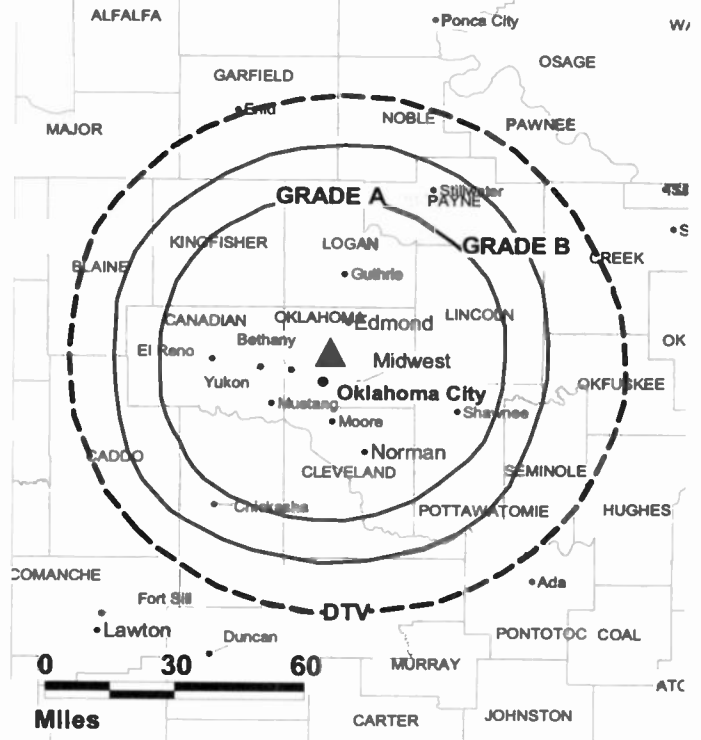 ALFALFA
Ponca City
OSAGE
GARFIELD
Enid
NOBLE
PAWNEE
MAJOR
GRADE A
Stillwater
PAYNE
KINGFISHER
LOGAN
GRADE B
BLAINE
CREEK
Guthrie
CANADIAN
OKLAHOMA
Edmond
LINCOLN
Bethany
El Reno
Midwest
OK
Yukon
Oklahoma City
OKFUSKEE
Mustang
Moore
Shawnee
CADDO
Norman
CLEVELAND
SEMINOLE
Chickasha
POTTAWATOMIE
HUGHES
COMANCHE
Ada
Fort Sill
DTV
Lawton
Duncan
PONTOTOC
COAL
0 30 60
MURRAY
Miles
CARTER
JOHNSTON